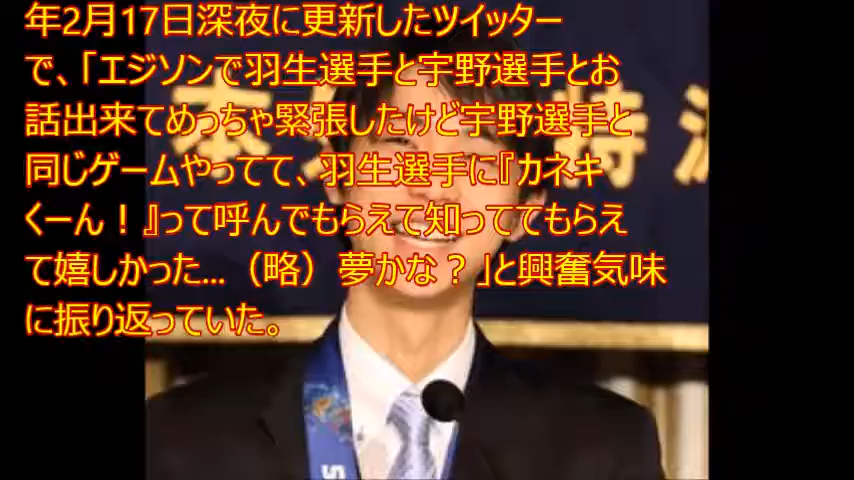 年2月17日深夜に更新したツイッター
で、「エジソンで羽生選手と宇野選手とお
話出来てめっちゃ緊張したけど宇野選手と
同じゲームやってて、羽生選手に『カネキ
くーん！』って呼んでもらえて知っててもらえ
て嬉しかった...（略）夢かな？」と興奮気味
に振り返っていた。
本
特
S